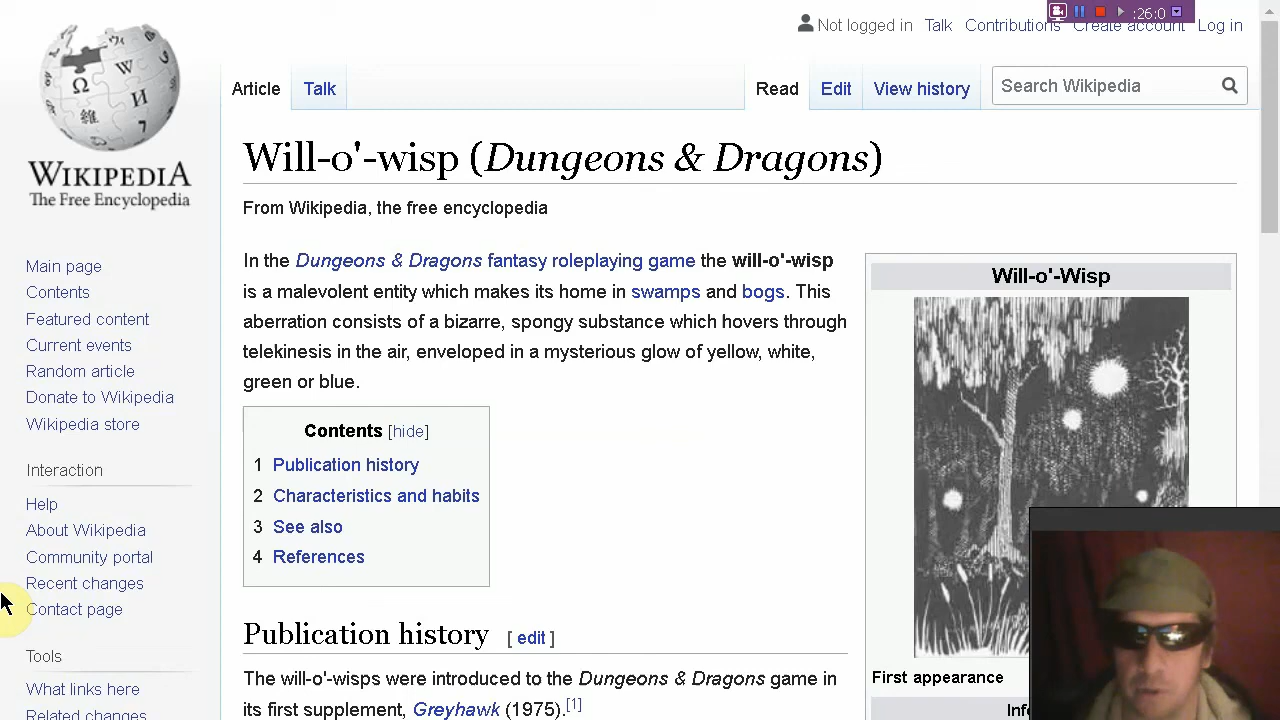 :26:0
Not logged in Talk Contributions Create account Log in
Article Talk Read Edit View history Search Wikipedia
WIKIPEDIA
The Free Encyclopedia
Will-o'-wisp (Dungeons & Dragons)
From Wikipedia, the free encyclopedia
In the Dungeons & Dragons fantasy roleplaying game the will-o'-wisp
is a malevolent entity which makes its home in swamps and bogs. This
aberration consists of a bizarre, spongy substance which hovers through
telekinesis in the air, enveloped in a mysterious glow of yellow, white,
green or blue.
Contents [hide]
1 Publication history
2 Characteristics and habits
3 See also
4 References
Publication history [ edit ]
The will-o'-wisps were introduced to the Dungeons & Dragons game in
its first supplement, Greyhawk (1975).[1]
Will-o'-Wisp
First appearance
Main page
Contents
Featured content
Current events
Random article
Donate to Wikipedia
Wikipedia store
Interaction
Help
About Wikipedia
Community portal
Recent changes
Contact page
Tools
What links here
Related changes